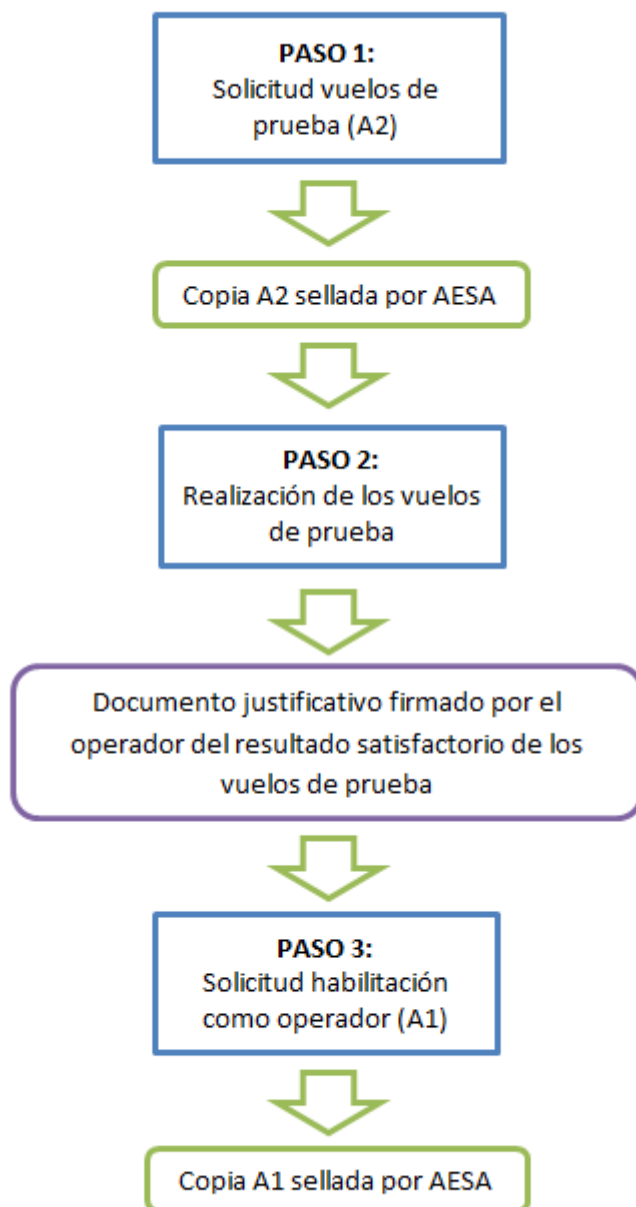 PASO 1:
Solicitud vuelos de
prueba (A2)
Copia A2 sellada por AESA
PASO 2:
Realización de los vuelos
de prueba
Documento justificativo firmado por el
operador del resultado satisfactorio de los
vuelos de prueba
PASO 3:
Solicitud habilitación
como operador (A1)
Copia A1 sellada por AESA